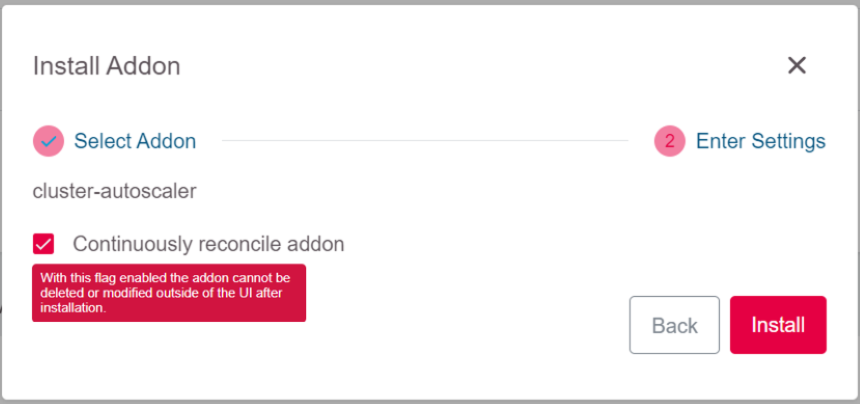 Install Addon
Select Addon
2 Enter Settings
cluster-autoscaler
Continuously reconcile addon
With this flag enabled the addon cannot be
deleted or modified outside of the UI after
installation.
Back
Install